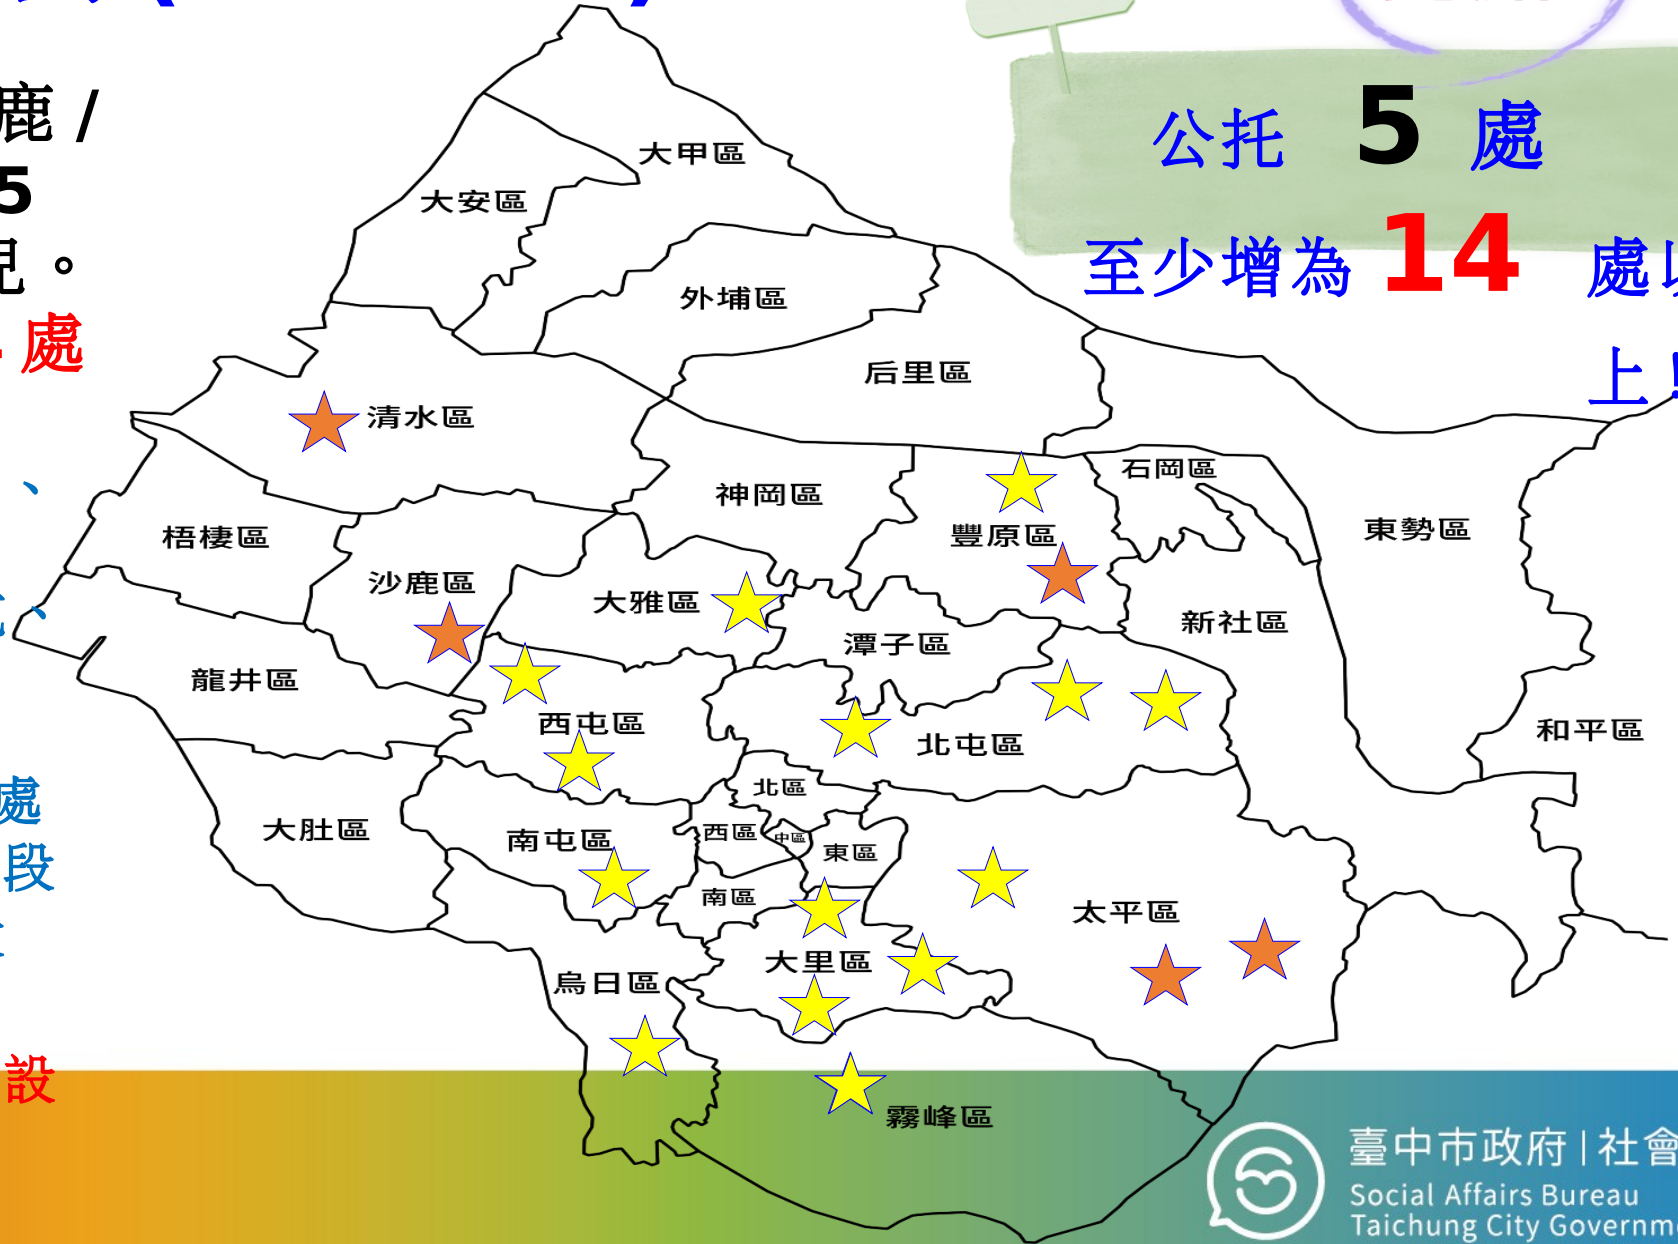 鹿 /
5
兒。
處
、
、
處
段
設
公托 5 處
至少增為 14 處以
上!
大甲區
大安區
外埔區
后里區
清水區
石岡區
神岡區
東勢區
豐原區
梧棲區
沙鹿區
大雅區
新社區
潭子區
龍井區
西屯區
和平區
北屯區
北區
大肚區
南屯區
西區
中區
東區
南區
太平區
大里區
烏日區
霧峰區
臺中市政府 | 社會
Social Affairs Bureau
Taichung City Governm